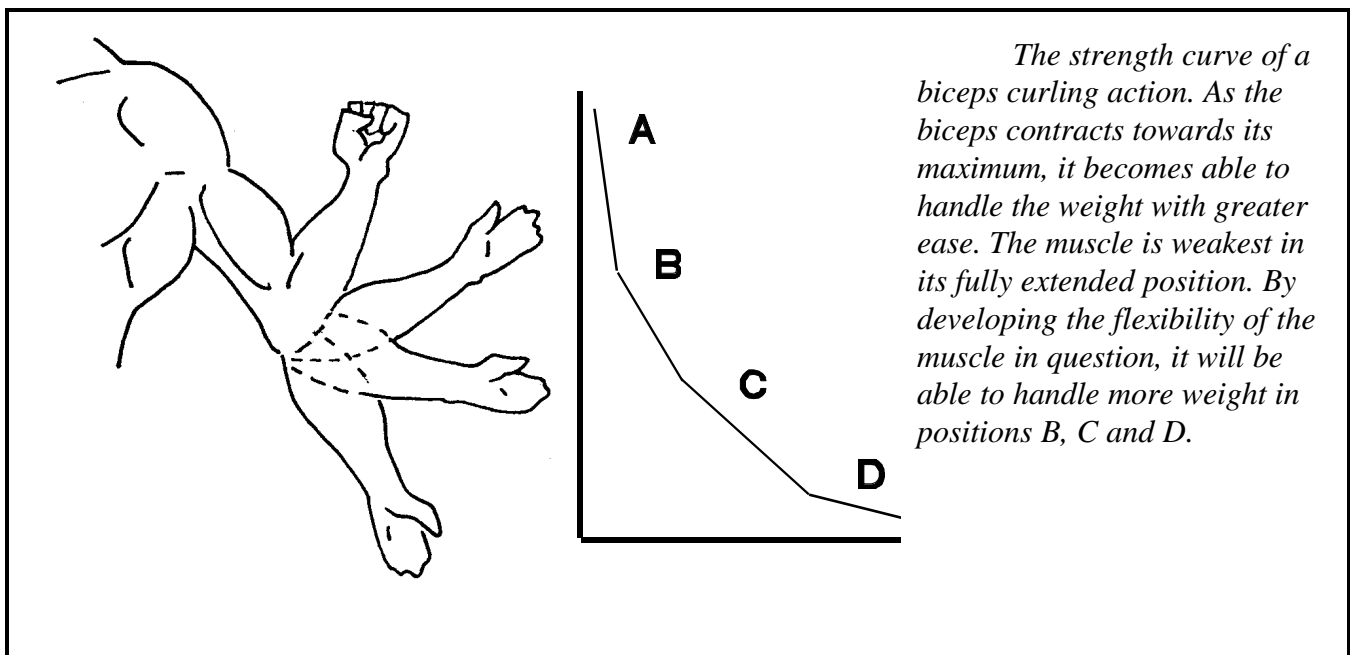 A
B
C
D
The strength curve of a
biceps curling action. As the
biceps contracts towards its
maximum, it becomes able to
handle the weight with greater
ease. The muscle is weakest in
its fully extended position. By
developing the flexibility of the
muscle in question, it will be
able to handle more weight in
positions B, C and D.